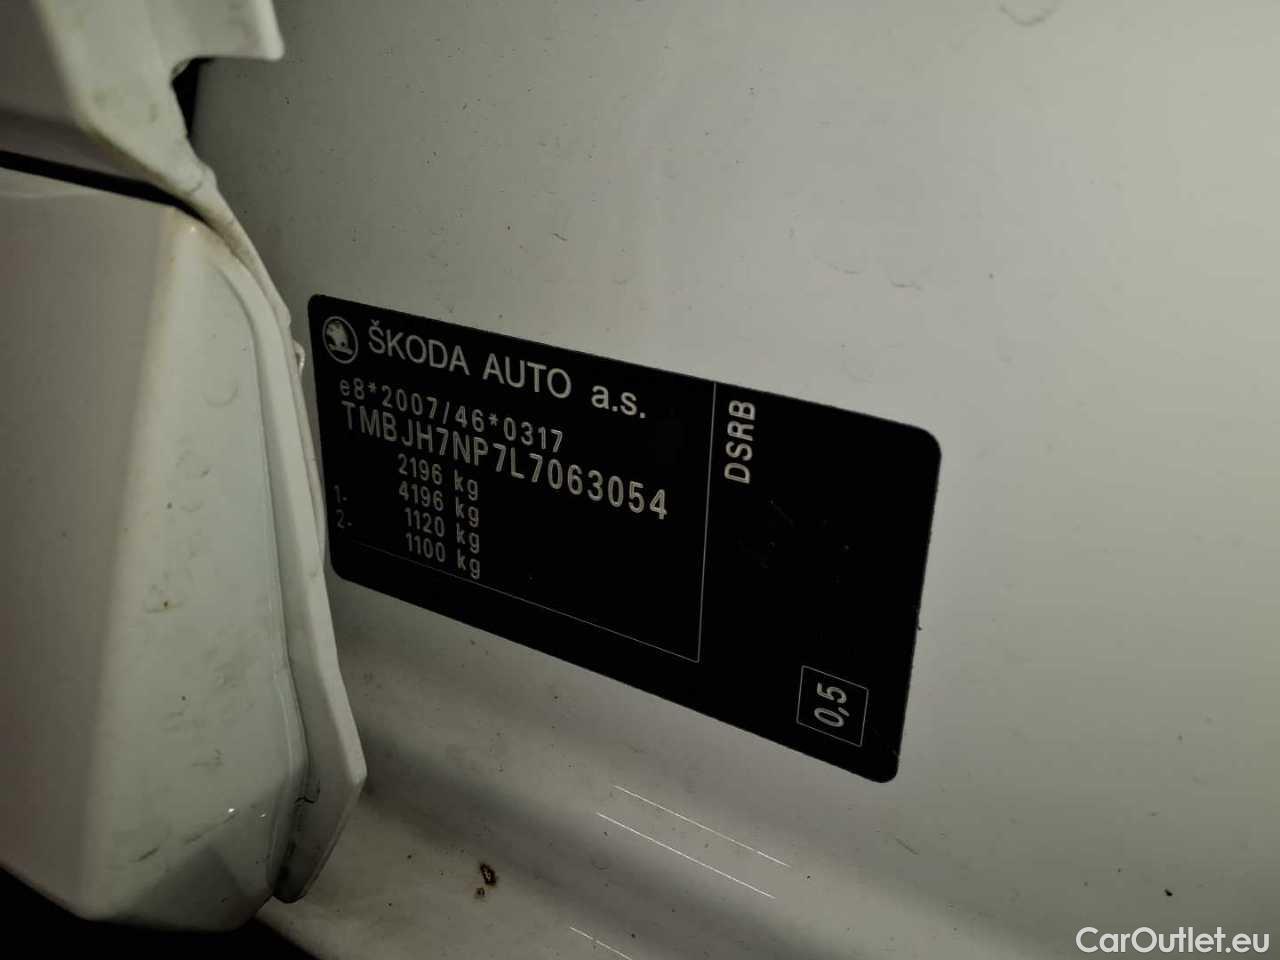 ŠKODA AUTO a.s.
e8*2007/46*0317
TMBJH7NP7L7063054
2196 kg
4196 kg
1- 1120 kg
2- 1100 kg
DSRB
0,5
CarOutlet.eu